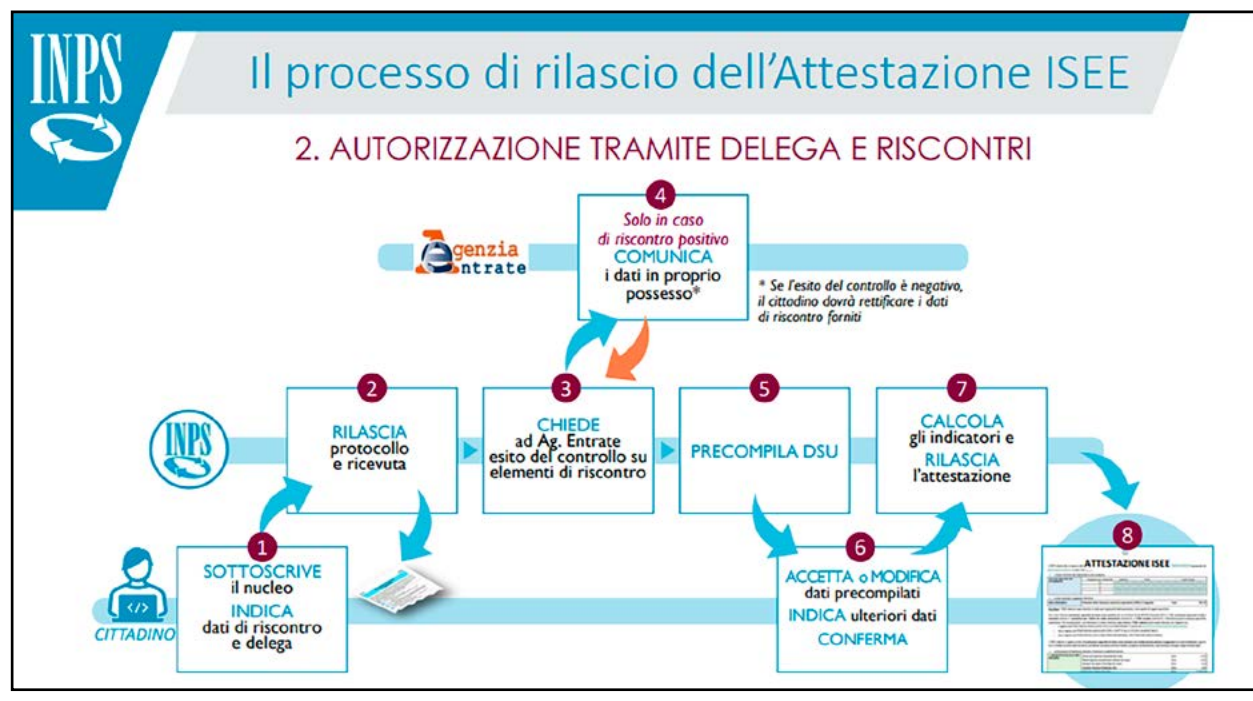 INPS
Il processo di rilascio dell'Attestazione ISEE
2. AUTORIZZAZIONE TRAMITE DELEGA E RISCONTRI
4
Solo in caso
di riscontro positivo
COMUNICA
i dati in proprio
possesso*
Agenzia
Entrate
* Se l'esito del controllo è negativo,
il cittadino dovrà rettificare i dati
di riscontro forniti
INPS
2
RILASCIA
protocollo
e ricevuta
3
CHIEDE
ad Ag. Entrate
esito del controllo su
elementi di riscontro
5
PRECOMPILA DSU
7
CALCOLA
gli indicatori e
RILASCIA
l'attestazione
</>
CITTADINO
1
SOTTOSCRIVE
il nucleo
INDICA
dati di riscontro
e delega
6
ACCETTA o MODIFICA
dati precompilati
INDICA ulteriori dati
CONFERMA
8
ATTESTAZIONE ISEE